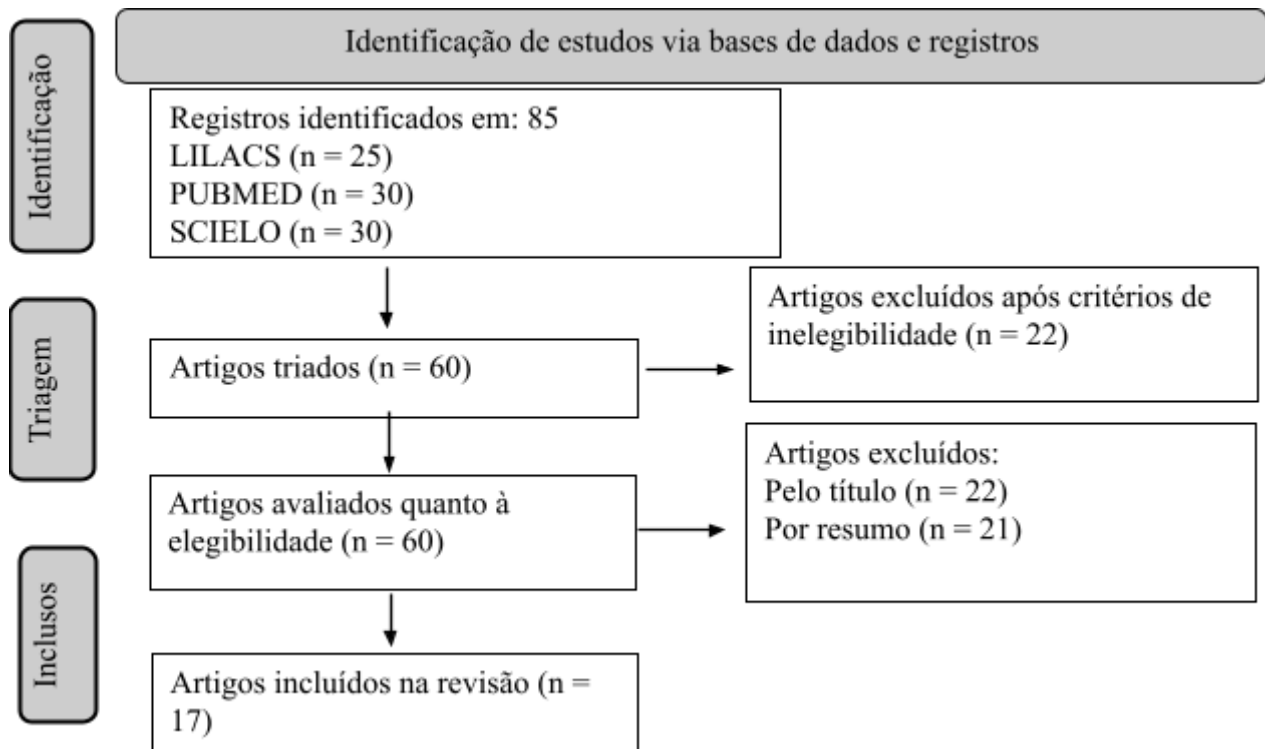 Identificação de estudos via bases de dados e registros
Identificação
Registros identificados em: 85
LILACS (n = 25)
PUBMED (n = 30)
SCIELO (n = 30)
Triagem
Artigos triados (n = 60)
Artigos excluídos após critérios de
inelegibilidade (n = 22)
Artigos avaliados quanto à
elegibilidade (n = 60)
Artigos excluídos:
Pelo título (n = 22)
Por resumo (n = 21)
Inclusos
Artigos incluídos na revisão (n =
17)